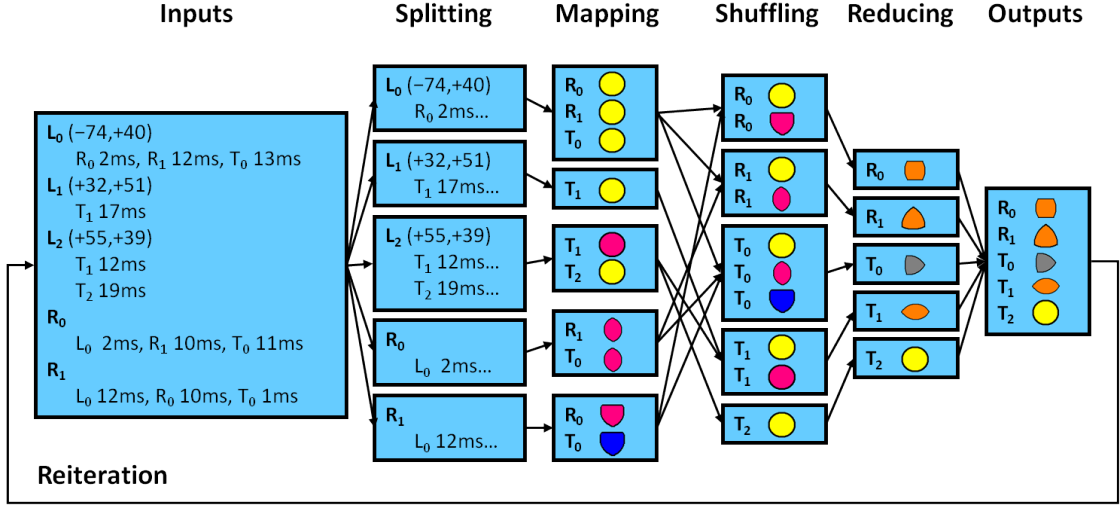 Inputs
Splitting
Mapping
Shuffling
Reducing
Outputs
L₀ (−74,+40)
R₀ 2ms, R₁ 12ms, T₀ 13ms
L₁ (+32,+51)
T₁ 17ms
L₂ (+55,+39)
T₁ 12ms
T₂ 19ms
R₀
L₀ 2ms, R₁ 10ms, T₀ 11ms
R₁
L₀ 12ms, R₀ 10ms, T₀ 1ms
L₀ (−74,+40)
R₀ 2ms...
L₁ (+32,+51)
T₁ 17ms...
L₂ (+55,+39)
T₁ 12ms...
T₂ 19ms...
R₀
L₀ 2ms...
R₁
L₀ 12ms...
R₀
R₁
T₀
T₁
T₁
T₂
R₁
T₀
R₀
T₀
R₀
R₀
R₁
R₁
T₀
T₀
T₀
T₁
T₁
T₂
R₀
R₁
T₀
T₁
T₂
R₀
R₁
T₀
T₁
T₂
Reiteration